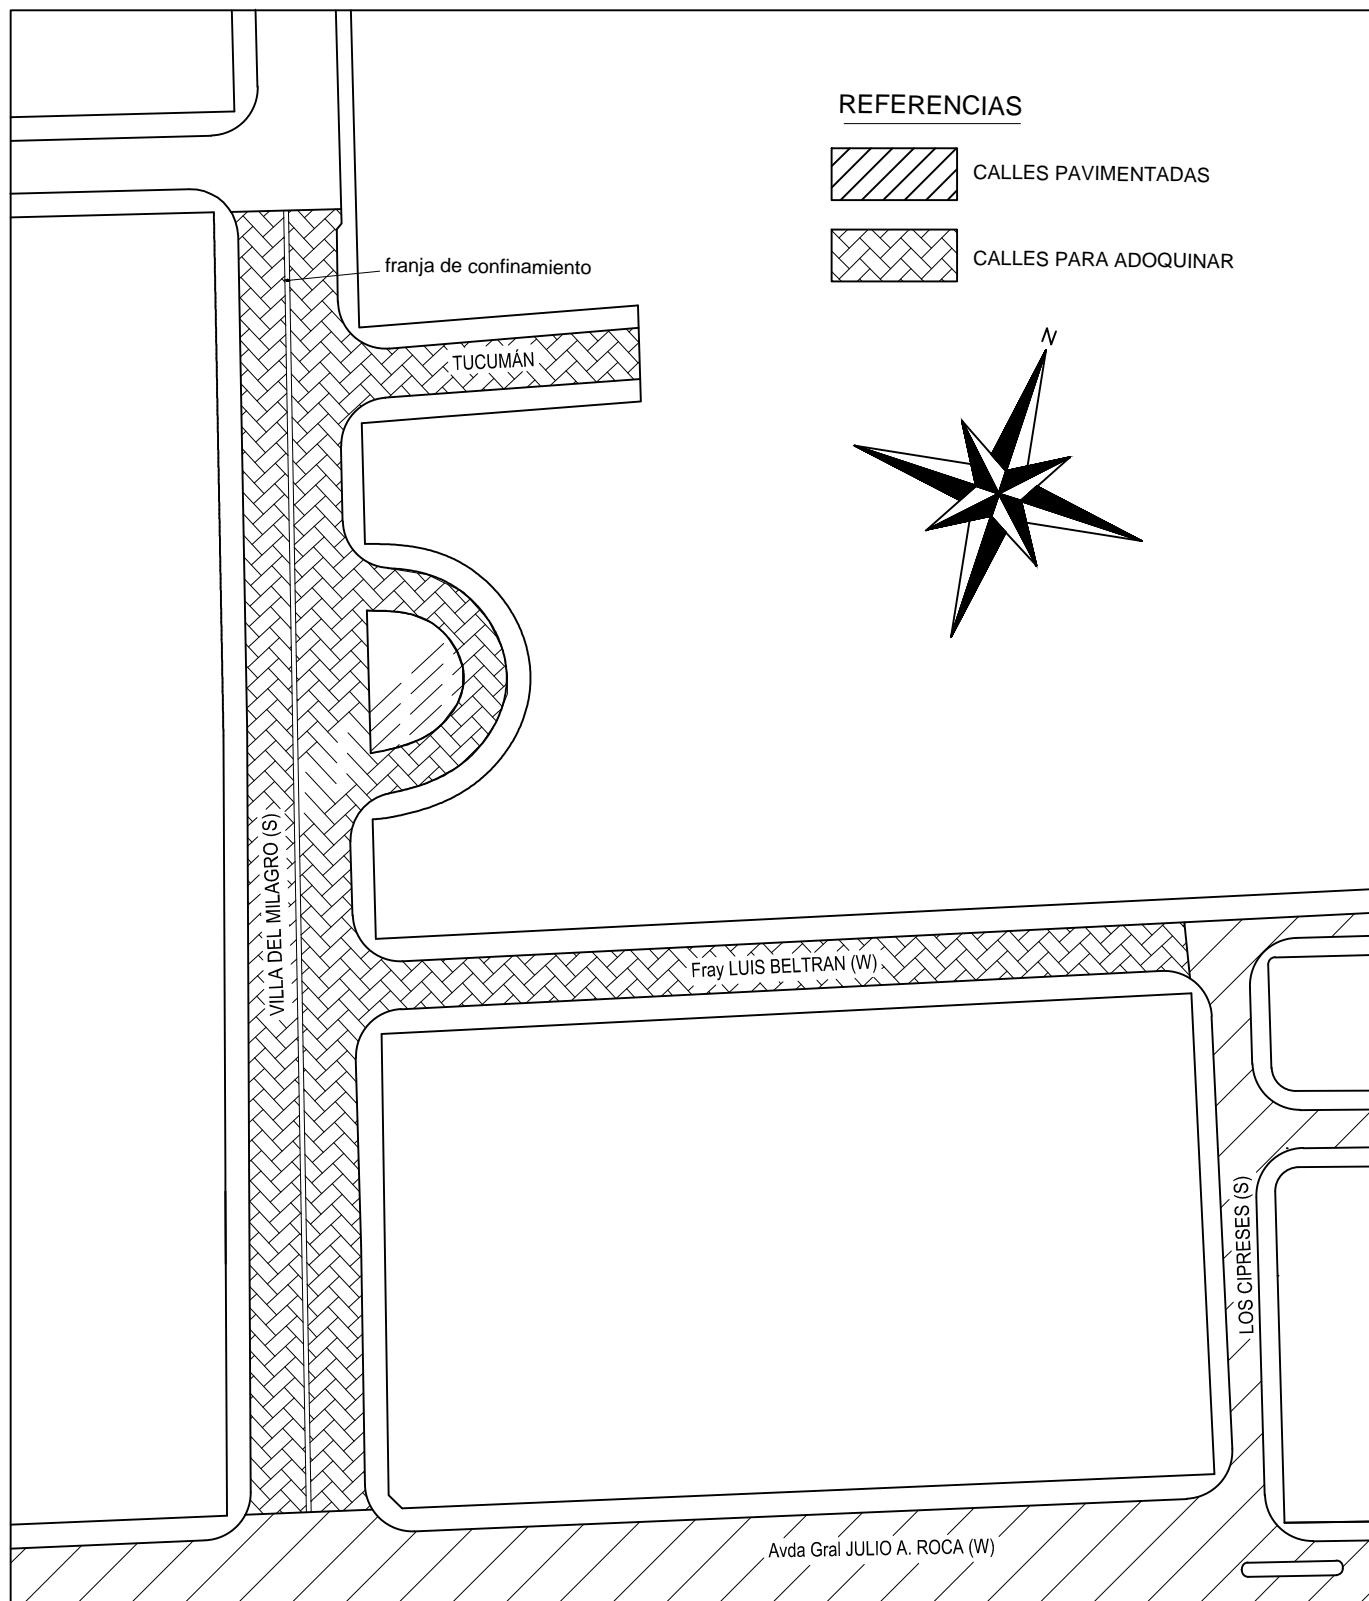 REFERENCIAS
CALLES PAVIMENTADAS
CALLES PARA ADOQUINAR
franja de confinamiento
N
TUCUMÁN
VILLA DEL MILAGRO (S)
Fray LUIS BELTRAN (W)
LOS CIPRESES (S)
Avda Gral JULIO A. ROCA (W)